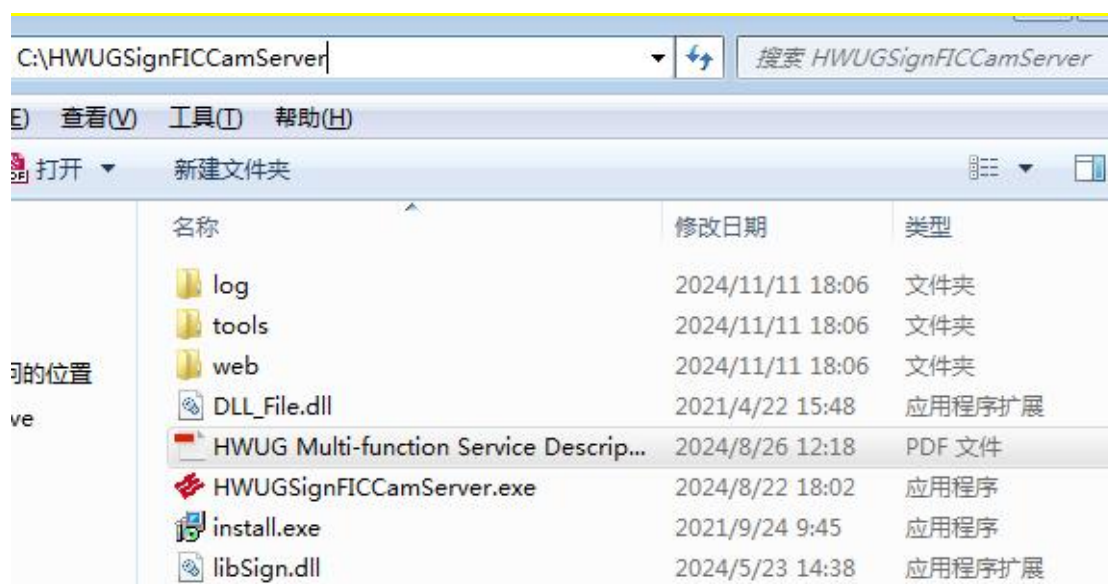 C:\HWUGSignFICCamServer 搜索 HWUGSignFICCamServer
E) 查看(V) 工具(T) 帮助(H)
打开 新建文件夹
名称 修改日期 类型
log 2024/11/11 18:06 文件夹
tools 2024/11/11 18:06 文件夹
web 2024/11/11 18:06 文件夹
问的位置
DLL_File.dll 2021/4/22 15:48 应用程序扩展
ve
HWUG Multi-function Service Descrip... 2024/8/26 12:18 PDF 文件
HWUGSignFICCamServer.exe 2024/8/22 18:02 应用程序
install.exe 2021/9/24 9:45 应用程序
libSign.dll 2024/5/23 14:38 应用程序扩展